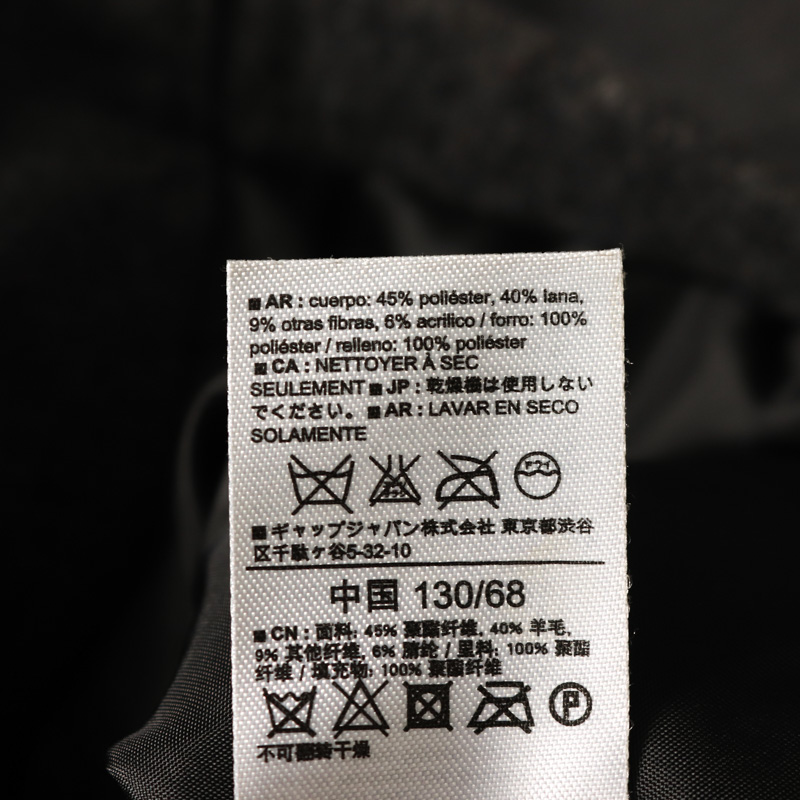 ■ AR : cuerpo: 45% poliéster, 40% lana,
9% otras fibras, 6% acrilico / forro: 100%
poliéster / relleno: 100% poliéster
■ CA : NETTOYER À SEC
SEULEMENT ■ JP : 乾燥機は使用しない
でください。 ■ AR : LAVAR EN SECO
SOLAMENTE
ドライ
■ ギャップジャパン株式会社 東京都渋谷
区千駄ヶ谷5-32-10
中国 130/68
■ CN : 面料: 45% 聚酯纤维, 40% 羊毛,
9% 其他纤维, 6% 腈纶 / 里料: 100% 聚酯
纤维 / 填充物: 100% 聚酯纤维
P
不可翻转干燥